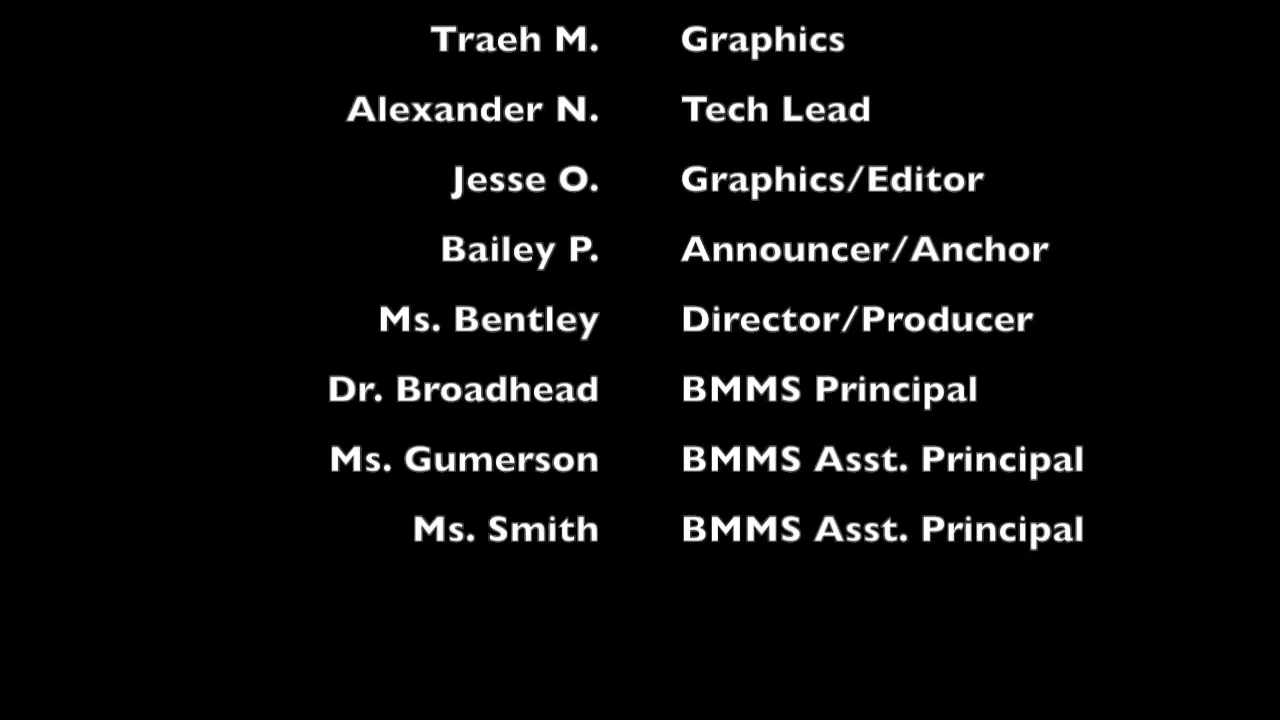 Traeh M. Graphics
Alexander N. Tech Lead
Jesse O. Graphics/Editor
Bailey P. Announcer/Anchor
Ms. Bentley Director/Producer
Dr. Broadhead BMMS Principal
Ms. Gumerson BMMS Asst. Principal
Ms. Smith BMMS Asst. Principal